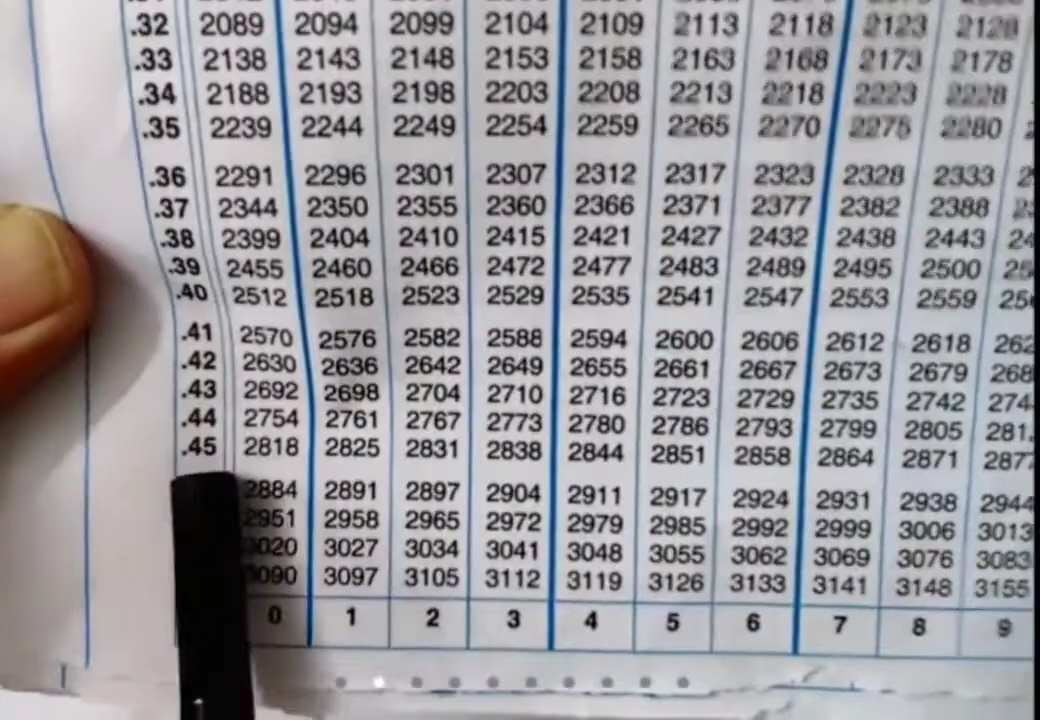 .32 2089 2094 2099 2104 2109 2113 2118 2123 2128
.33 2138 2143 2148 2153 2158 2163 2168 2173 2178
.34 2188 2193 2198 2203 2208 2213 2218 2223 2228
.35 2239 2244 2249 2254 2259 2265 2270 2275 2280
.36 2291 2296 2301 2307 2312 2317 2323 2328 2333
.37 2344 2350 2355 2360 2366 2371 2377 2382 2388
.38 2399 2404 2410 2415 2421 2427 2432 2438 2443
.39 2455 2460 2466 2472 2477 2483 2489 2495 2500
.40 2512 2518 2523 2529 2535 2541 2547 2553 2559
.41 2570 2576 2582 2588 2594 2600 2606 2612 2618 262
.42 2630 2636 2642 2649 2655 2661 2667 2673 2679 268
.43 2692 2698 2704 2710 2716 2723 2729 2735 2742 274
.44 2754 2761 2767 2773 2780 2786 2793 2799 2805 281
.45 2818 2825 2831 2838 2844 2851 2858 2864 2871 2877
2884 2891 2897 2904 2911 2917 2924 2931 2938 2944
2951 2958 2965 2972 2979 2985 2992 2999 3006 3013
3020 3027 3034 3041 3048 3055 3062 3069 3076 3083
3090 3097 3105 3112 3119 3126 3133 3141 3148 3155
0 1 2 3 4 5 6 7 8 9